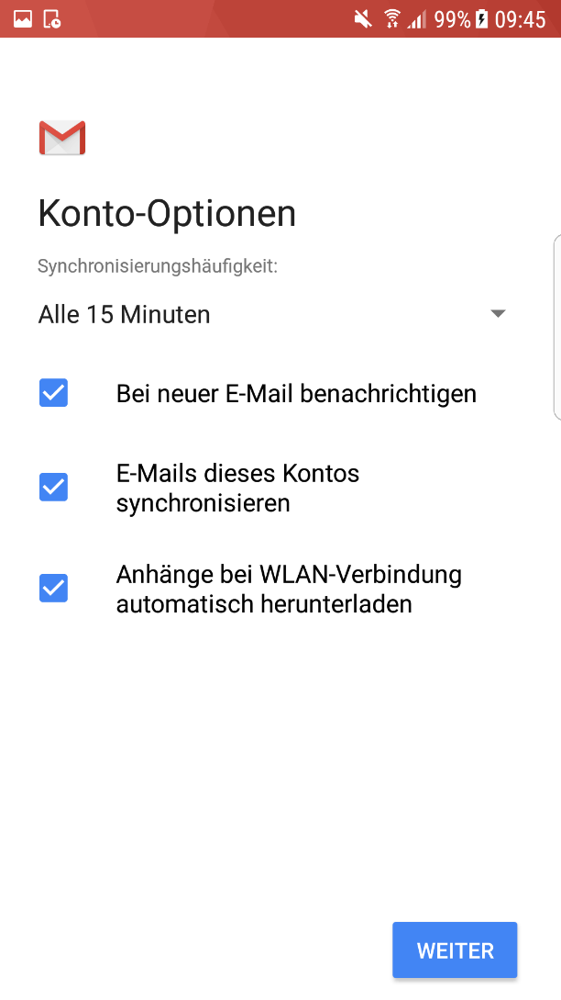 99% 09:45
Konto-Optionen
Synchronisierungshäufigkeit:
Alle 15 Minuten
Bei neuer E-Mail benachrichtigen
E-Mails dieses Kontos
synchronisieren
Anhänge bei WLAN-Verbindung
automatisch herunterladen
WEITER